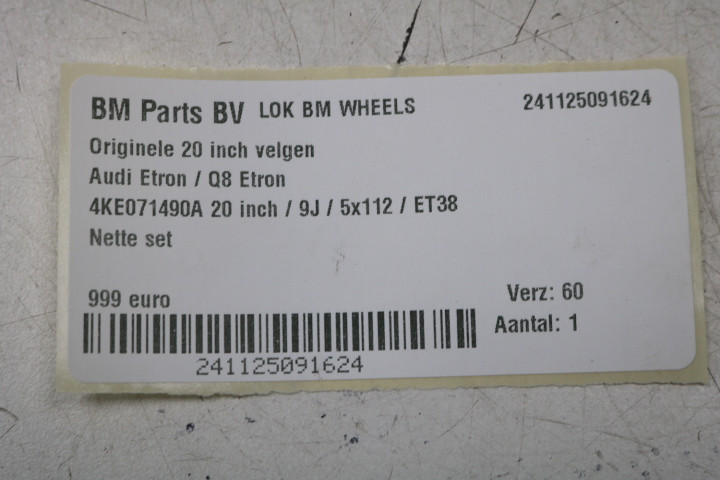 BM Parts BV LOK BM WHEELS 241125091624
Originele 20 inch velgen
Audi Etron / Q8 Etron
4KE071490A 20 inch / 9J / 5x112 / ET38
Nette set
999 euro Verz: 60
Aantal: 1
241125091624